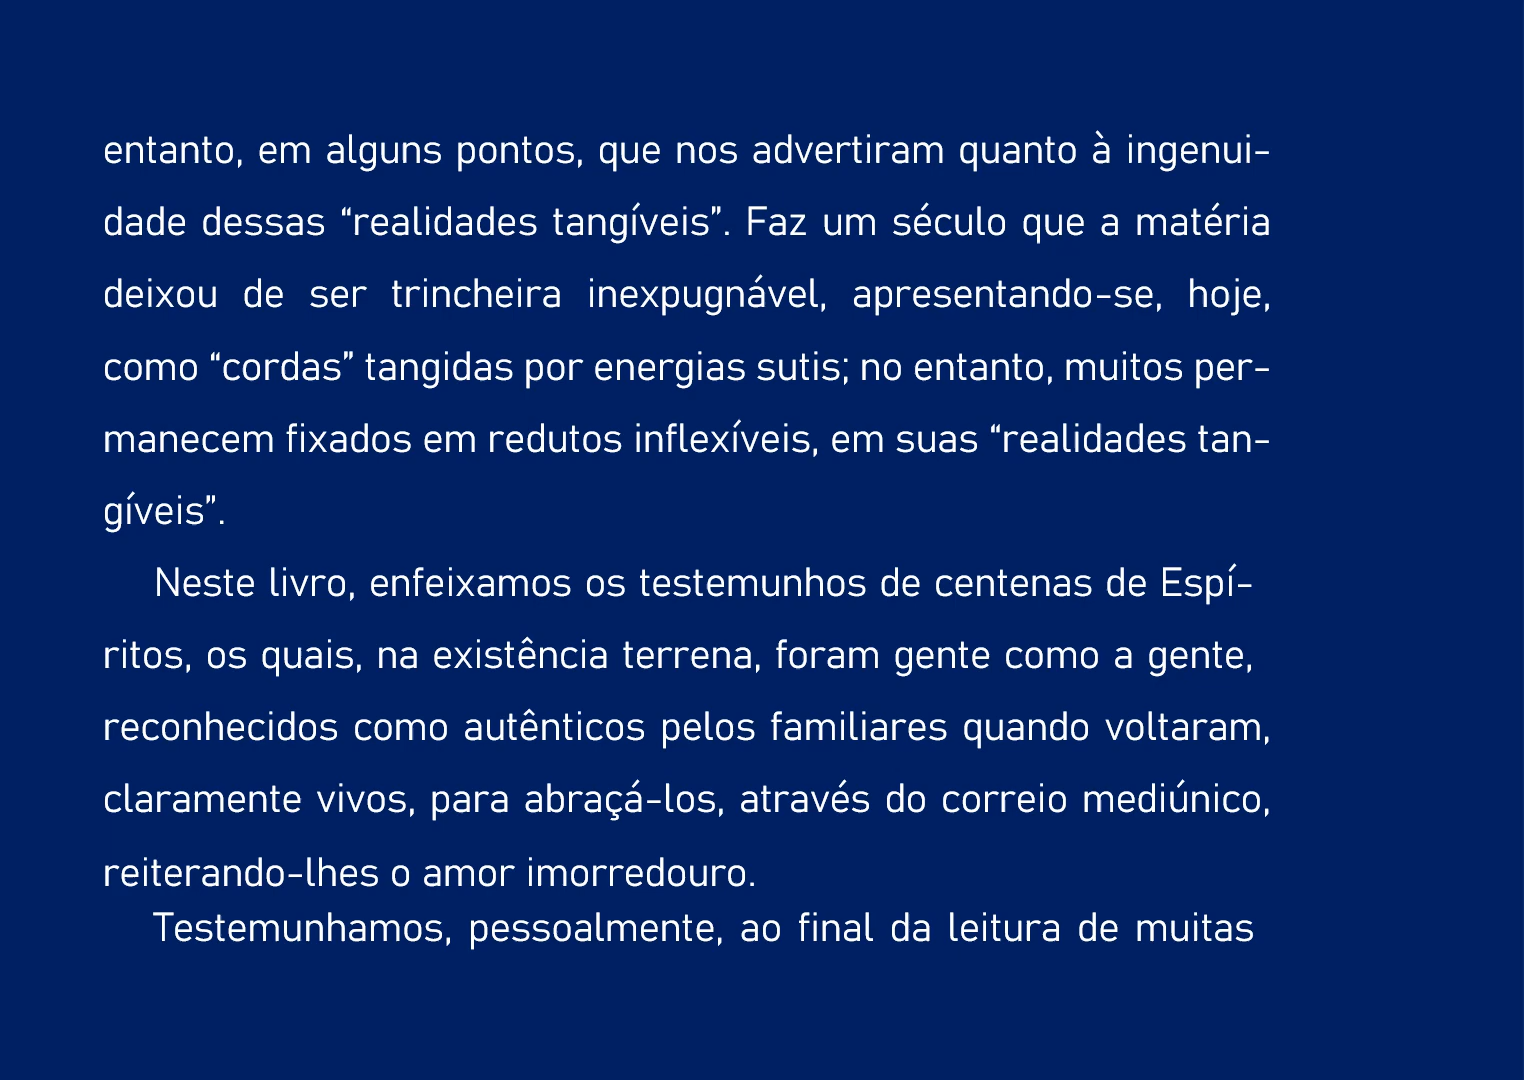 entanto, em alguns pontos, que nos advertiram quanto à ingenui-
dade dessas “realidades tangíveis”. Faz um século que a matéria
deixou de ser trincheira inexpugnável, apresentando-se, hoje,
como “cordas” tangidas por energias sutis; no entanto, muitos per-
manecem fixados em redutos inflexíveis, em suas “realidades tan-
gíveis”.
Neste livro, enfeixamos os testemunhos de centenas de Espí-
ritos, os quais, na existência terrena, foram gente como a gente,
reconhecidos como autênticos pelos familiares quando voltaram,
claramente vivos, para abraçá-los, através do correio mediúnico,
reiterando-lhes o amor imorredouro.
Testemunhamos, pessoalmente, ao final da leitura de muitas